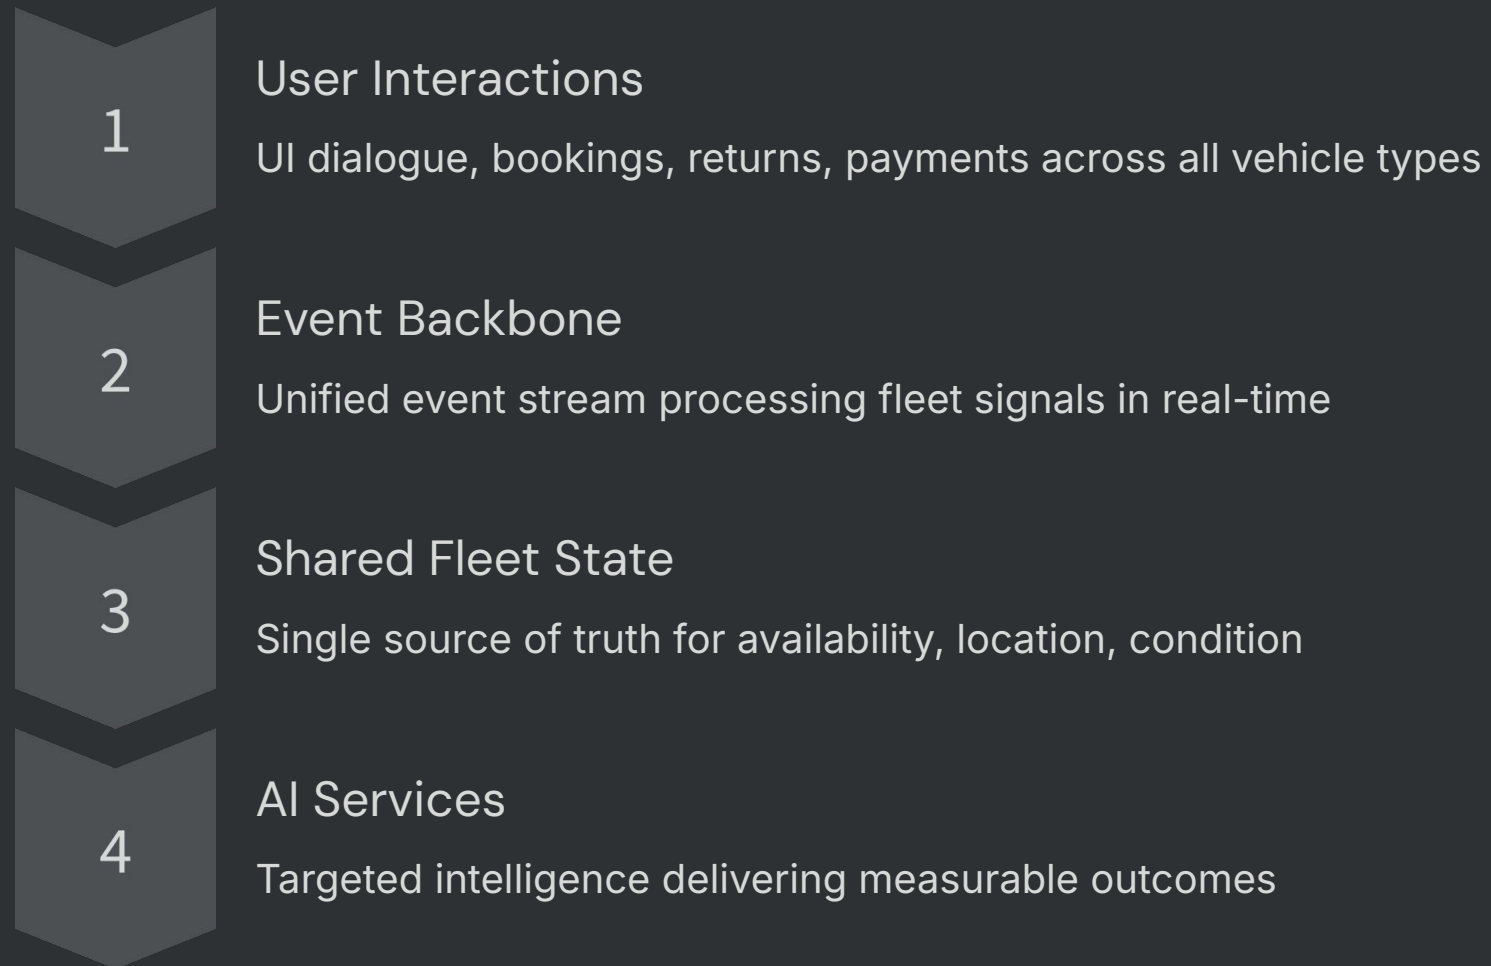 1
User Interactions
UI dialogue, bookings, returns, payments across all vehicle types
2
Event Backbone
Unified event stream processing fleet signals in real-time
3
Shared Fleet State
Single source of truth for availability, location, condition
4
AI Services
Targeted intelligence delivering measurable outcomes